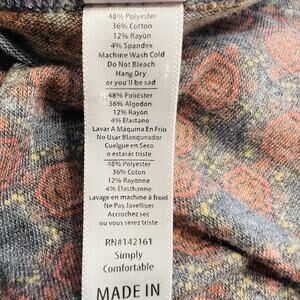 48% Polyester
36% Cotton
12% Rayon
4% Spandex
Machine Wash Cold
Do Not Bleach
Hang Dry
or you'll be sad
48% Poliéster
36% Algodon
12% Rayon
4% Elastano
Lavar A Máquina En Frío
No Usar Blanqueador
Cuelgue en Seco
o estarás triste
48% Polyester
36% Coton
12% Rayonne
4% Elasthanne
Lavage en machine à froid
Ne Pas Javelliser
Accrochez sec
ou vous serez triste
RN#142161
Simply
Comfortable
MADE IN